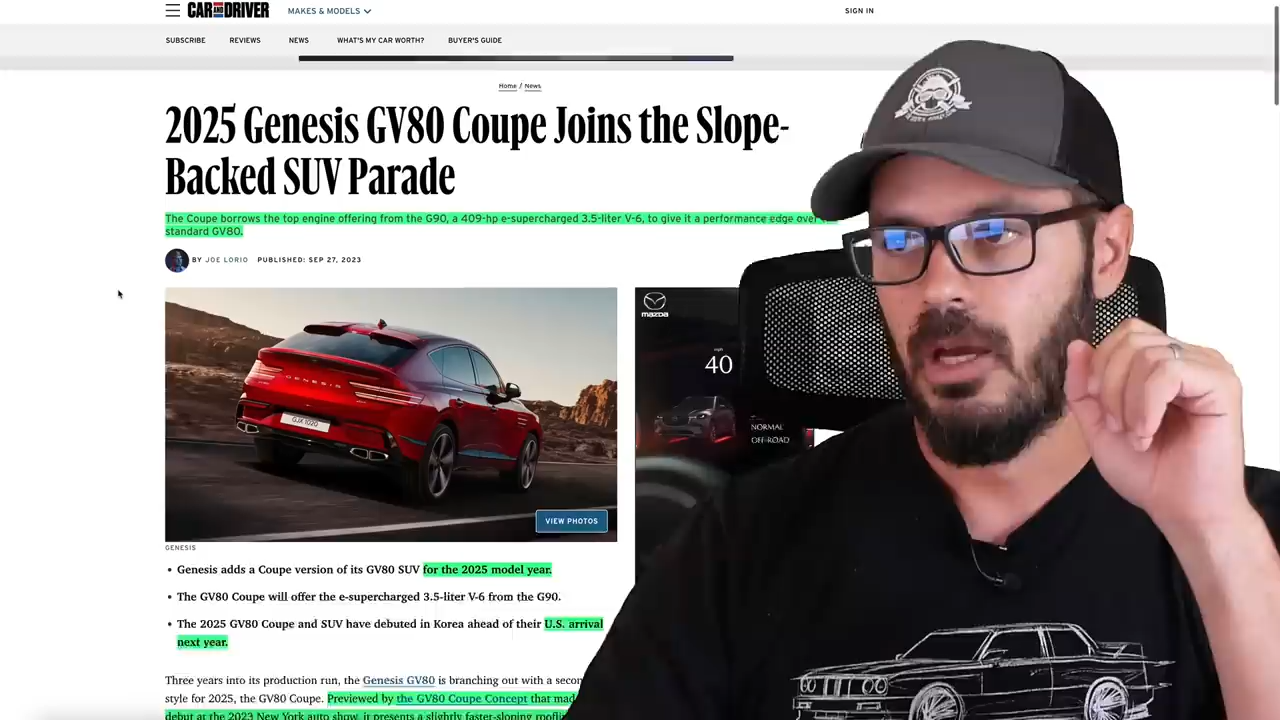 CAR AND DRIVER
MAKES & MODELS
SIGN IN
SUBSCRIBE
REVIEWS
NEWS
WHAT'S MY CAR WORTH?
BUYER'S GUIDE
Home / News
2025 Genesis GV80 Coupe Joins the Slope-
Backed SUV Parade
The Coupe borrows the top engine offering from the G90, a 409-hp e-supercharged 3.5-liter V-6, to give it a performance edge over
standard GV80.
BY JOE LORIO PUBLISHED: SEP 27, 2023
mazda
mph
40
NORMAL
OFF-ROAD
GENESIS
VIEW PHOTOS
GENESIS
• Genesis adds a Coupe version of its GV80 SUV for the 2025 model year.
• The GV80 Coupe will offer the e-supercharged 3.5-liter V-6 from the G90.
• The 2025 GV80 Coupe and SUV have debuted in Korea ahead of their U.S. arrival
next year.
Three years into its production run, the Genesis GV80 is branching out with a
style for 2025, the GV80 Coupe. Previewed by the GV80 Coupe Concept that
debut at the 2023 New York auto show, it presents a slightly faster-sloping